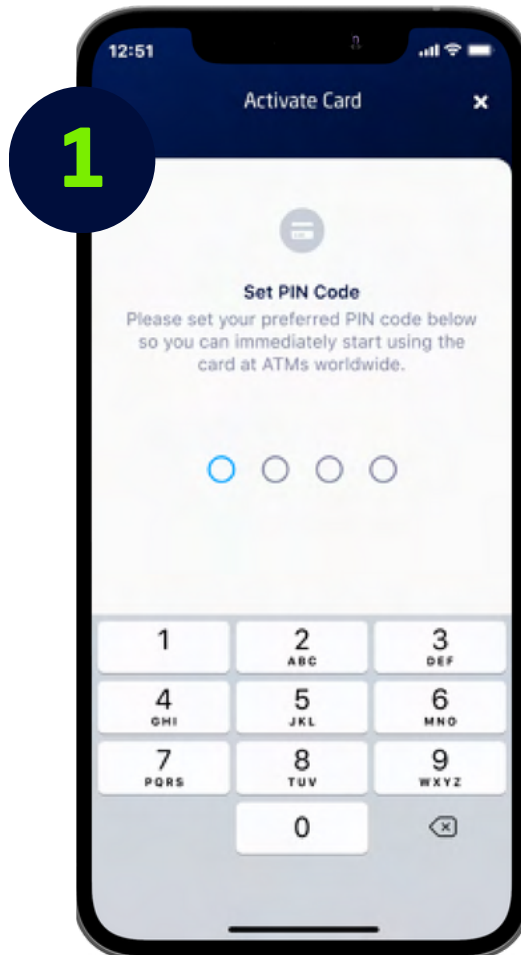 12:51
Activate Card
1
Set PIN Code
Please set your preferred PIN code below
so you can immediately start using the
card at ATMs worldwide.
1 2 3
ABC DEF
4 5 6
GHI JKL MNO
7 8 9
PQRS TUV WXYZ
0